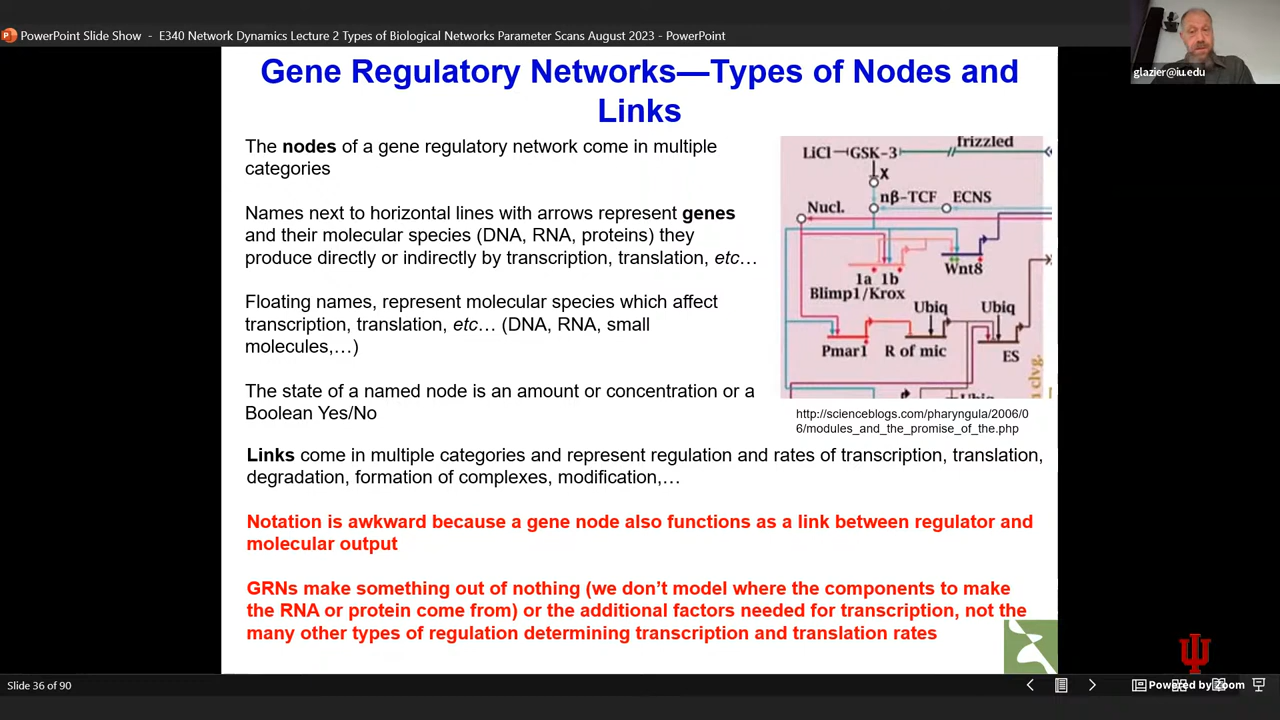 PowerPoint Slide Show - E340 Network Dynamics Lecture 2 Types of Biological Networks Parameter Scans August 2023 - PowerPoint
glazier@iu.edu
Gene Regulatory Networks—Types of Nodes and
Links
The nodes of a gene regulatory network come in multiple
categories
Names next to horizontal lines with arrows represent genes
and their molecular species (DNA, RNA, proteins) they
produce directly or indirectly by transcription, translation, etc…
Floating names, represent molecular species which affect
transcription, translation, etc… (DNA, RNA, small
molecules,…)
The state of a named node is an amount or concentration or a
Boolean Yes/No
frizzled
LiCl GSK-3
X
nβ-TCF ECNS
Nucl.
Wnt8
1a 1b
Blimp1/Krox
Ubiq Ubiq
Pmar1 R of mic ES
clvg.
Ubiq
http://scienceblogs.com/pharyngula/2006/0
6/modules_and_the_promise_of_the.php
Links come in multiple categories and represent regulation and rates of transcription, translation,
degradation, formation of complexes, modification,…
Notation is awkward because a gene node also functions as a link between regulator and
molecular output
GRNs make something out of nothing (we don’t model where the components to make
the RNA or protein come from) or the additional factors needed for transcription, not the
many other types of regulation determining transcription and translation rates
Slide 36 of 90
Powered by Zoom